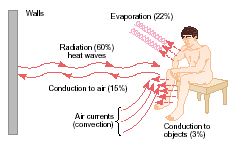 Walls
Evaporation (22%)
Radiation (60%)
heat waves
Conduction to air (15%)
Air currents
(convection)
Conduction to
objects (3%)